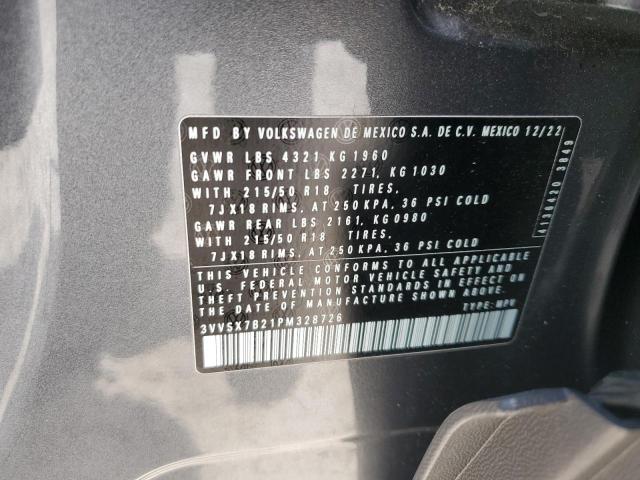 MFD BY VOLKSWAGEN DE MEXICO S.A. DE C.V. MEXICO 12/22
GVWR LBS 4321 KG 1960
GAWR FRONT LBS 2271, KG 1030
WITH 215/50 R18 TIRES,
7JX18 RIMS, AT 250 KPA, 36 PSI COLD
GAWR REAR LBS 2161, KG 0980
WITH 215/50 R18 TIRES,
7JX18 RIMS, AT 250 KPA, 36 PSI COLD
THIS VEHICLE CONFORMS TO ALL APPLICABLE
U.S. FEDERAL MOTOR VEHICLE SAFETY AND
THEFT PREVENTION STANDARDS IN EFFECT ON
THE DATE OF MANUFACTURE SHOWN ABOVE.
3VVSX7B21PM328726 TYPE: MPV
4130420 3849